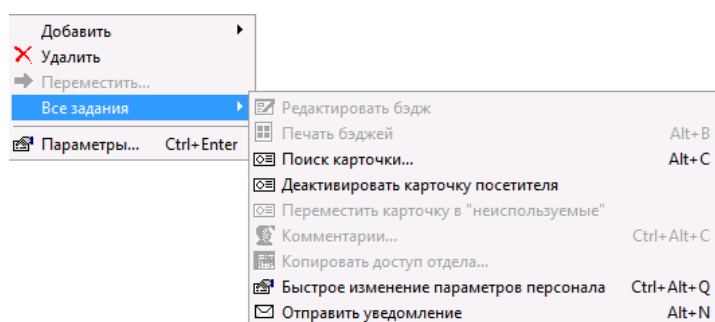 Добавить
Удалить
Переместить...
Все задания
Параметры... Ctrl+Enter
Редактировать бэдж
Печать бэджей Alt+B
Поиск карточки... Alt+C
Деактивировать карточку посетителя
Переместить карточку в "неиспользуемые"
Комментарии... Ctrl+Alt+C
Копировать доступ отдела...
Быстрое изменение параметров персонала Ctrl+Alt+Q
Отправить уведомление Alt+N